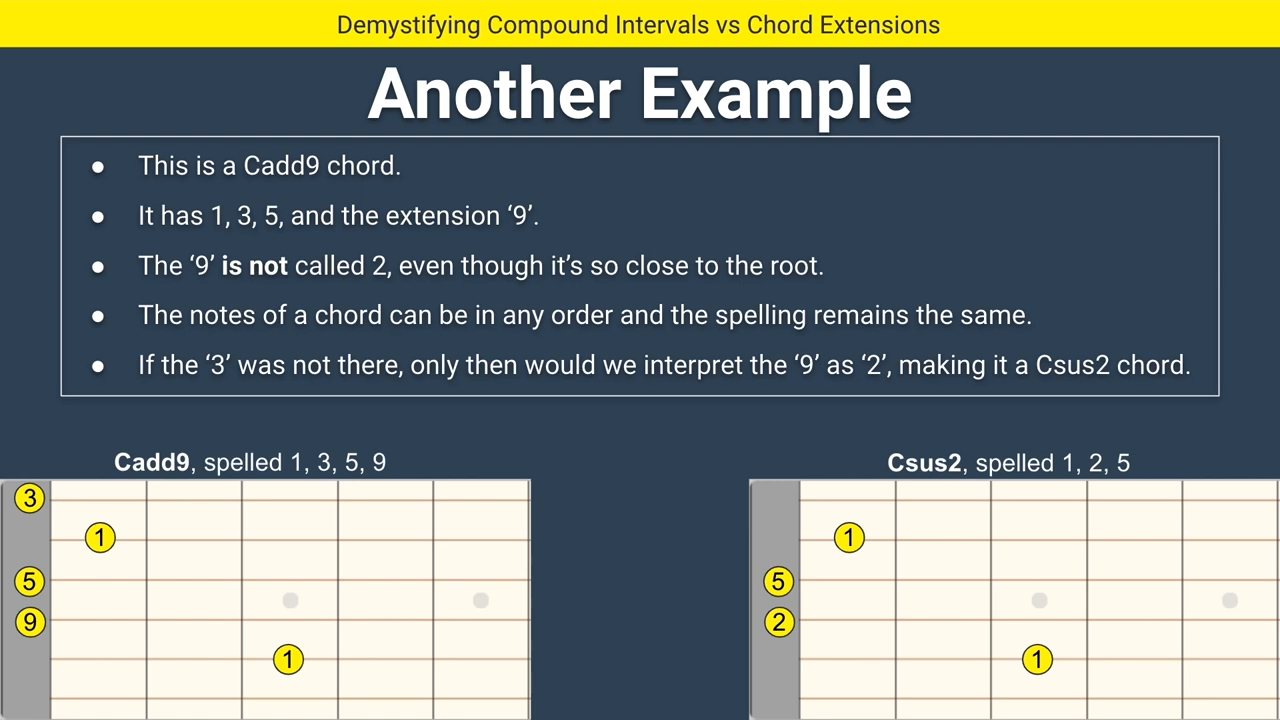 Demystifying Compound Intervals vs Chord Extensions
Another Example
● This is a Cadd9 chord.
● It has 1, 3, 5, and the extension ‘9’.
● The ‘9’ is not called 2, even though it’s so close to the root.
● The notes of a chord can be in any order and the spelling remains the same.
● If the ‘3’ was not there, only then would we interpret the ‘9’ as ‘2’, making it a Csus2 chord.
Cadd9, spelled 1, 3, 5, 9
3
1
5
9
1
Csus2, spelled 1, 2, 5
1
5
2
1